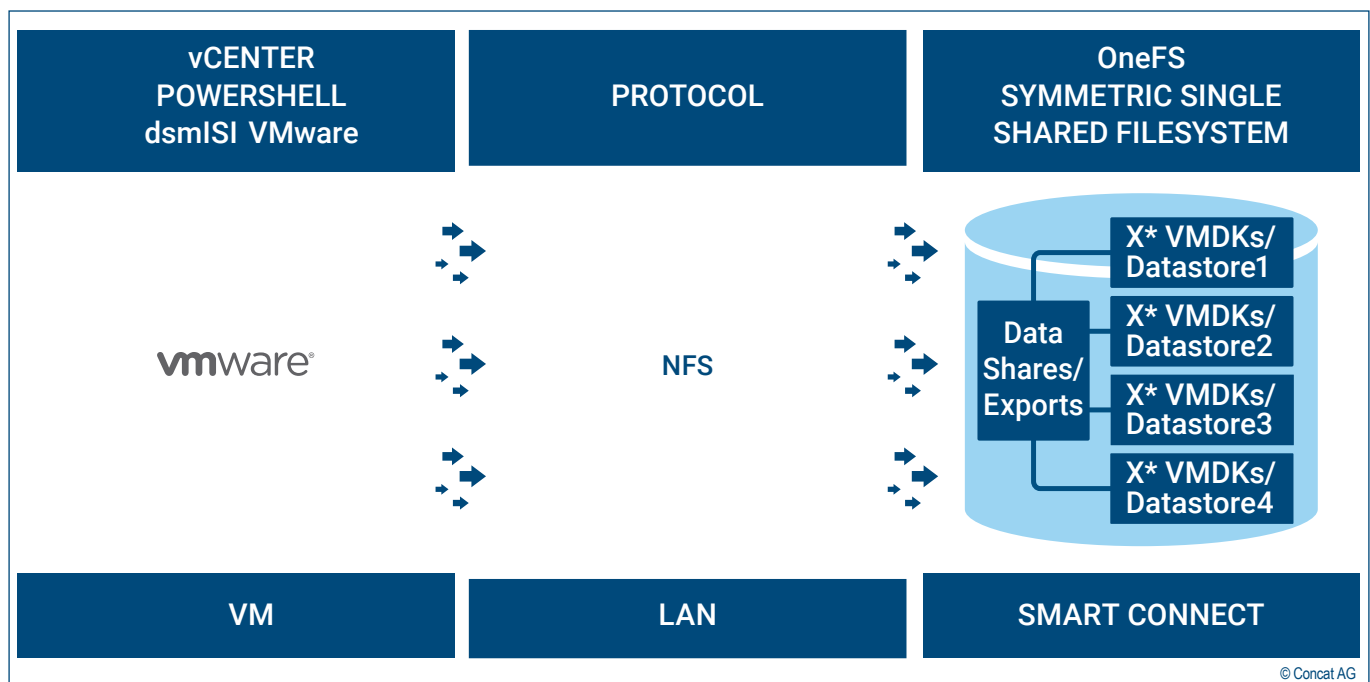 vCENTER
POWERSHELL
dsmISI VMware
PROTOCOL
OneFS
SYMMETRIC SINGLE
SHARED FILESYSTEM
vmware®
NFS
Data
Shares/
Exports
X* VMDKs/
Datastore1
X* VMDKs/
Datastore2
X* VMDKs/
Datastore3
X* VMDKs/
Datastore4
VM
LAN
SMART CONNECT
© Concat AG